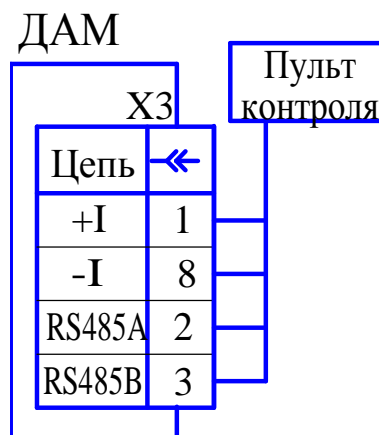 ДАМ
Пульт
контроля
X3
Цепь
+I 1
-I 8
RS485A 2
RS485B 3